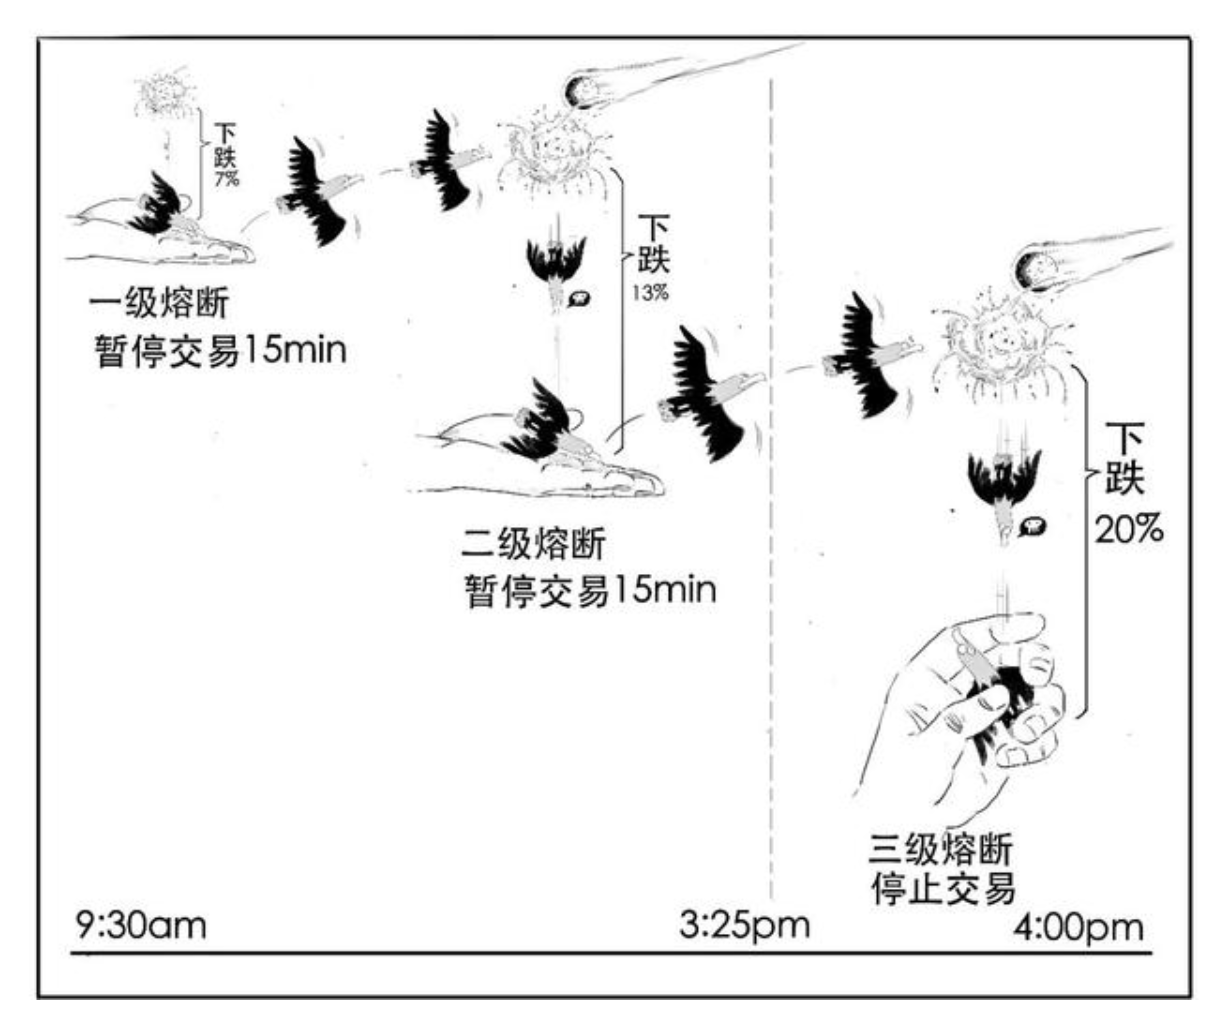 下跌
7%
一级熔断
暂停交易15min
下跌
13%
二级熔断
暂停交易15min
下跌
20%
三级熔断
停止交易
9:30am
3:25pm
4:00pm